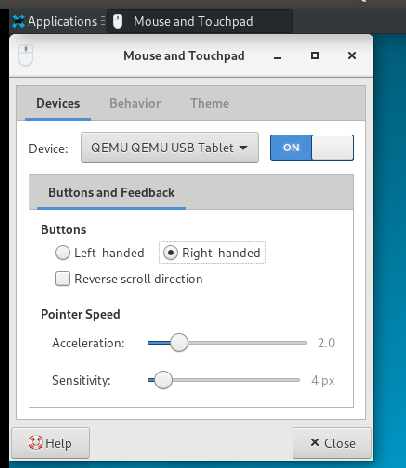 Applications Mouse and Touchpad
Mouse and Touchpad
Devices Behavior Theme
Device: QEMU QEMU USB Tablet ON
Buttons and Feedback
Buttons
Left handed Right handed
Reverse scroll direction
Pointer Speed
Acceleration: 2.0
Sensitivity: 4 px
Help Close